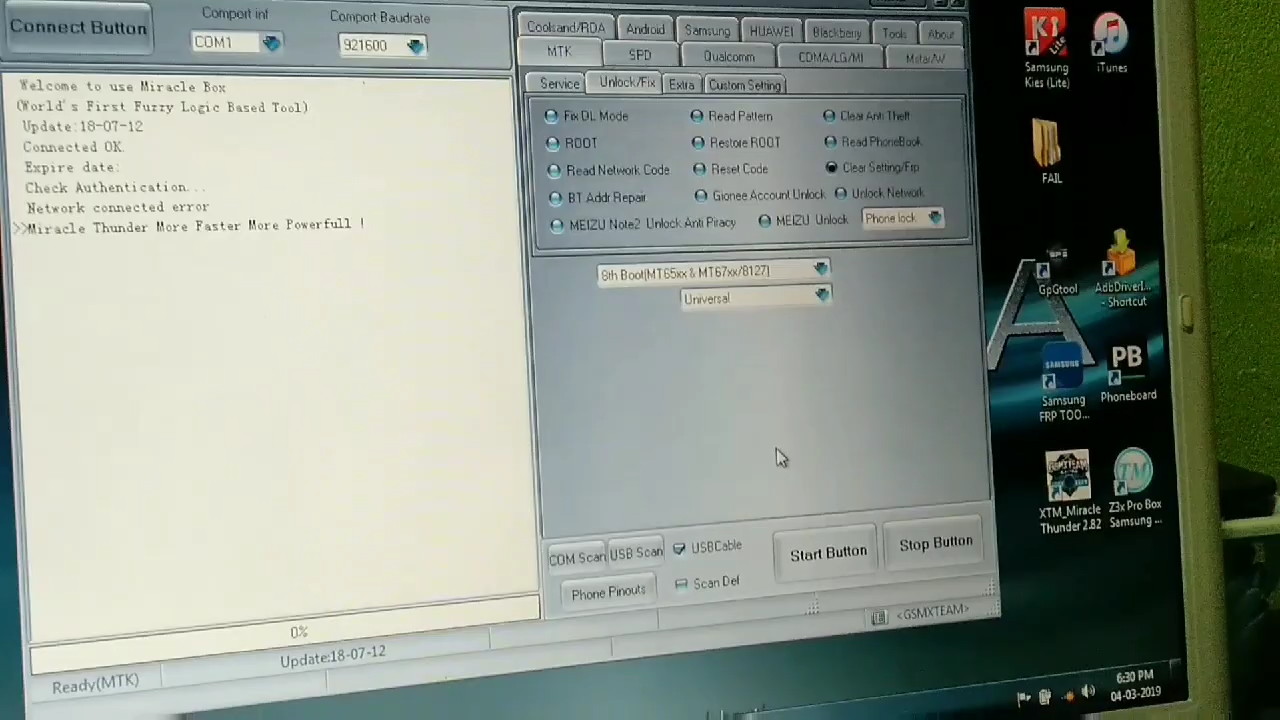 Connect Button
Comport inf
COM1
Comport Baudrate
921600
Welcome to use Miracle Box
(World's First Fuzzy Logic Based Tool)
Update:18-07-12
Connected OK.
Expire date:
Check Authentication...
Network connected error
>>Miracle Thunder More Faster More Powerfull !
0%
Update:18-07-12
Ready(MTK)
Coolsand/RDA Android Samsung HUAWEI Blackberry Tools About
MTK SPD Qualcomm CDMA/LG/MI
Service Unlock/Fix Extra Custom Setting
Fix DL Mode Read Pattern Clear Anti Theft
ROOT Restore ROOT Read PhoneBook
Read Network Code Reset Code Clear Setting/Frp
BT Addr Repair Gionee Account Unlock Unlock Network
MEIZU Note2 Unlock Anti Piracy MEIZU Unlock Phone lock
8th Boot[MT65xx & MT67xx/8127]
Universal
COM Scan USB Scan USBCable Start Button Stop Button
Phone Pinouts Scan Del
<GSMXTEAM>
Samsung
Kies (Lite)
iTunes
FAIL
GpGtool
AdbDriverI...
- Shortcut
SAMSUNG
Samsung
FRP TOO...
PB
Phoneboard
XTM_Miracle
Thunder 2.82
TM
Z3x Pro Box
Samsung ...
6:30 PM
04-03-2019